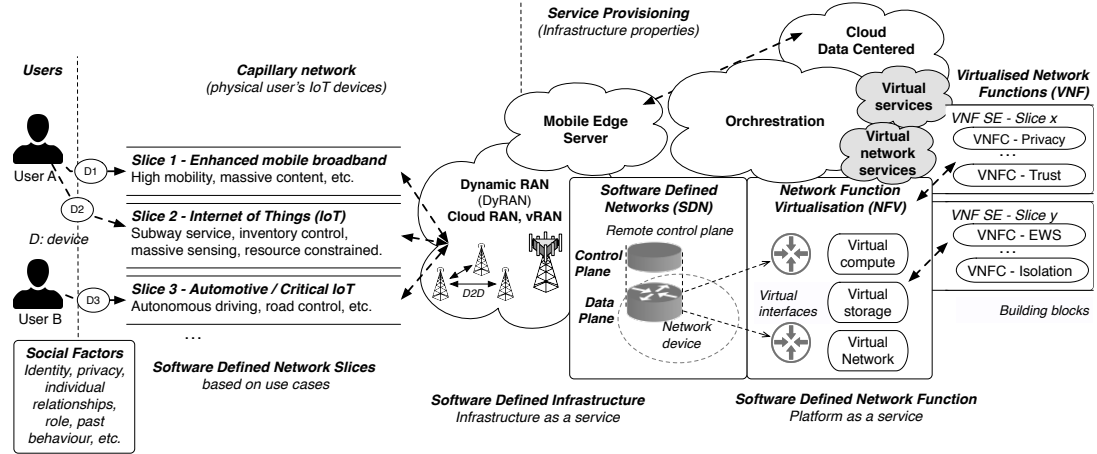 Service Provisioning
(Infrastructure properties)
Users
Capillary network
(physical user's IoT devices)
User A
D1
D2
D: device
User B
D3
Slice 1 - Enhanced mobile broadband
High mobility, massive content, etc.
Slice 2 - Internet of Things (IoT)
Subway service, inventory control,
massive sensing, resource constrained.
Slice 3 - Automotive / Critical IoT
Autonomous driving, road control, etc.
...
Software Defined Network Slices
based on use cases
Social Factors
Identity, privacy,
individual
relationships,
role, past
behaviour, etc.
Mobile Edge
Server
Dynamic RAN
(DyRAN)
Cloud RAN, vRAN
D2D
Cloud
Data Centered
Orchrestration
Virtual
services
Virtual
network
services
Software Defined
Networks (SDN)
Remote control plane
Control
Plane
Data
Plane
Network
device
Network Function
Virtualisation (NFV)
Virtual
interfaces
Virtual
compute
Virtual
storage
Virtual
Network
Software Defined Infrastructure
Infrastructure as a service
Software Defined Network Function
Platform as a service
Virtualised Network
Functions (VNF)
VNF SE - Slice x
VNFC - Privacy
...
VNFC - Trust
VNF SE - Slice y
VNFC - EWS
...
VNFC - Isolation
Building blocks